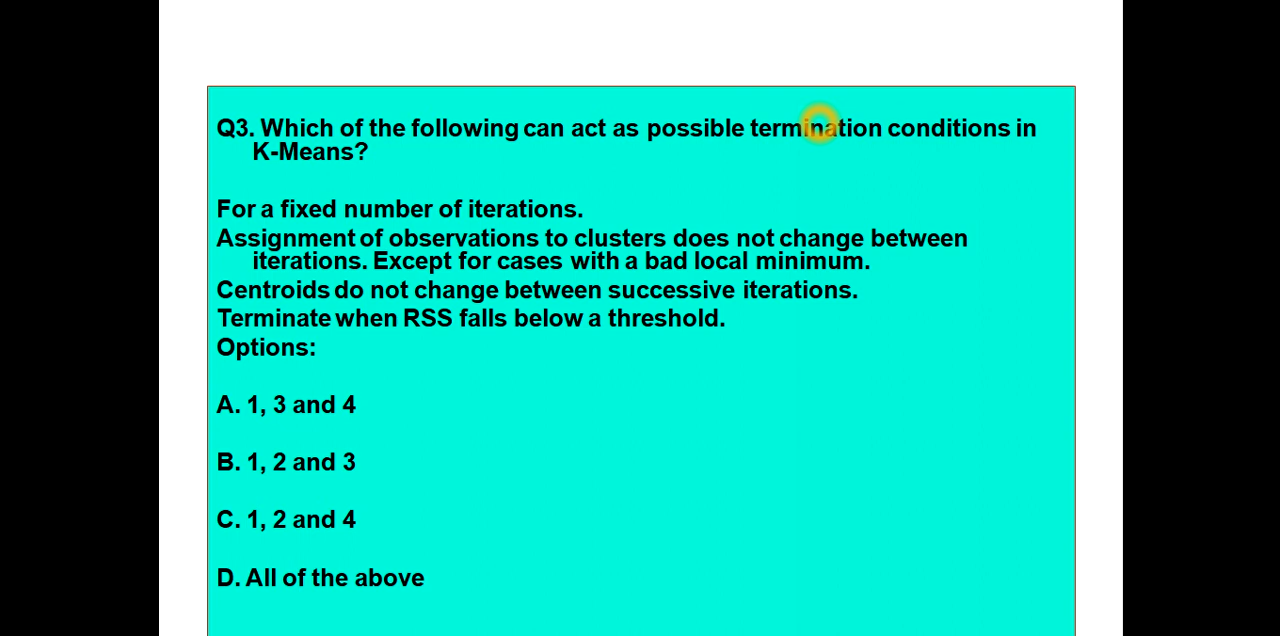 Q3. Which of the following can act as possible termination conditions in
K-Means?
For a fixed number of iterations.
Assignment of observations to clusters does not change between
iterations. Except for cases with a bad local minimum.
Centroids do not change between successive iterations.
Terminate when RSS falls below a threshold.
Options:
A. 1, 3 and 4
B. 1, 2 and 3
C. 1, 2 and 4
D. All of the above